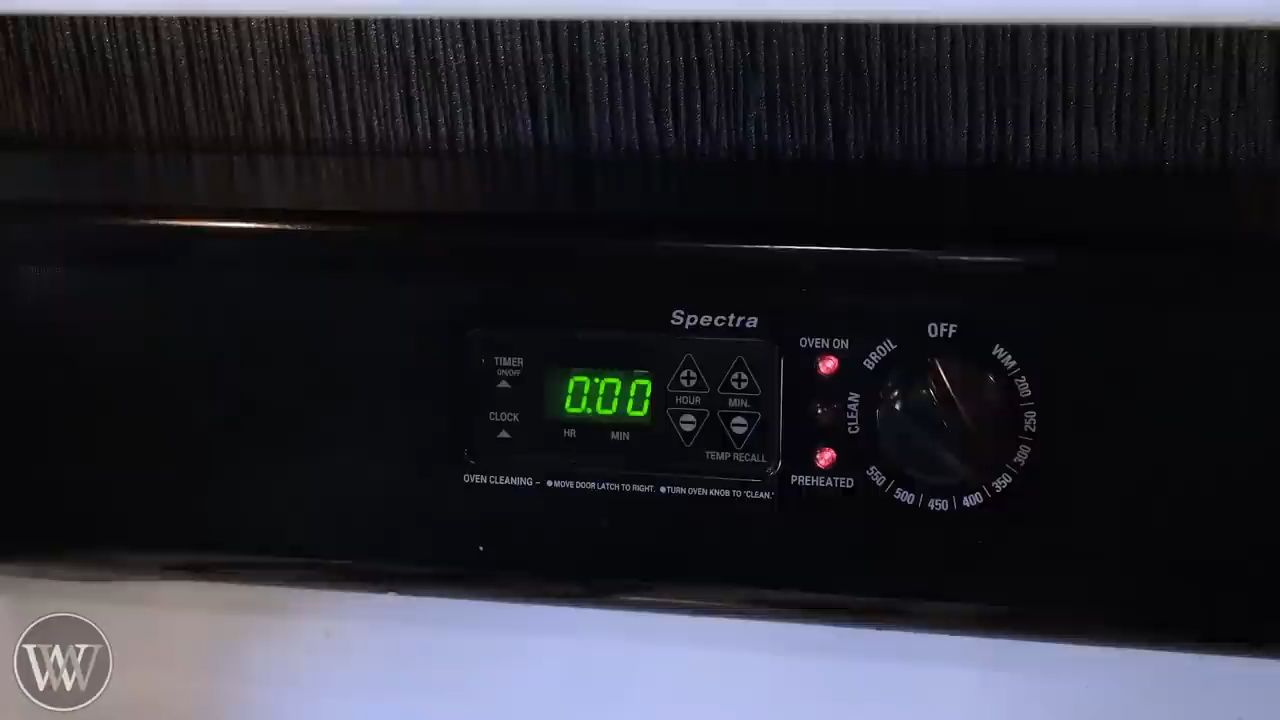 Spectra
TIMER
ON/OFF
CLOCK
0:00
HR MIN
HOUR
MIN.
TEMP RECALL
OVEN CLEANING – ●MOVE DOOR LATCH TO RIGHT. ●TURN OVEN KNOB TO "CLEAN."
OVEN ON
CLEAN
PREHEATED
OFF
BROIL
WM | 200 | 250 | 300 | 350 | 400 | 450 | 500 | 550
W